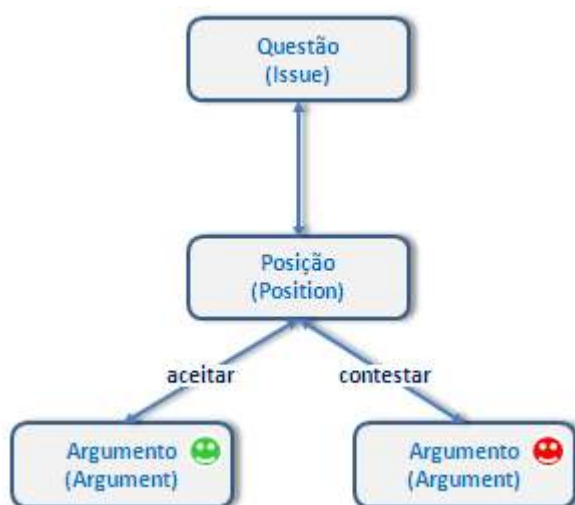 Questão
(Issue)
Posição
(Position)
aceitar
contestar
Argumento
(Argument)
Argumento
(Argument)